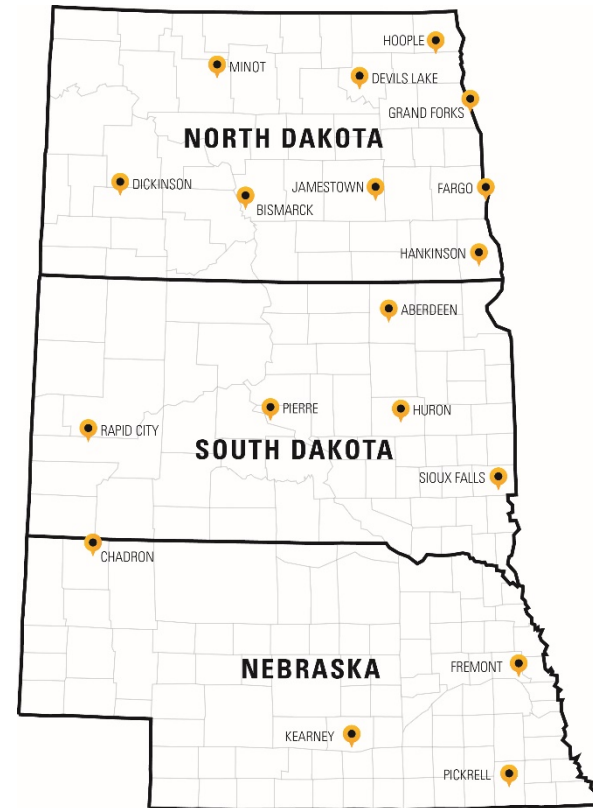 HOOPLE
MINOT
DEVILS LAKE
GRAND FORKS
NORTH DAKOTA
DICKINSON
JAMESTOWN
FARGO
BISMARCK
HANKINSON
ABERDEEN
PIERRE
HURON
RAPID CITY
SOUTH DAKOTA
SIOUX FALLS
CHADRON
NEBRASKA
FREMONT
KEARNEY
PICKRELL